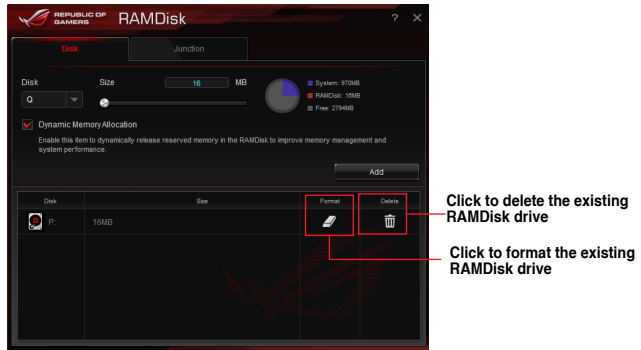 REPUBLIC OF
GAMERS
RAMDisk
? ×
Disk
Junction
Disk
Size
16
MB
Q
System: 970MB
RAMDisk: 16MB
Free: 2794MB
Dynamic Memory Allocation
Enable this item to dynamically release reserved memory in the RAMDisk to improve memory management and
system performance.
Add
Disk
Size
Format
Delete
P:
16MB
Click to delete the existing
RAMDisk drive
Click to format the existing
RAMDisk drive